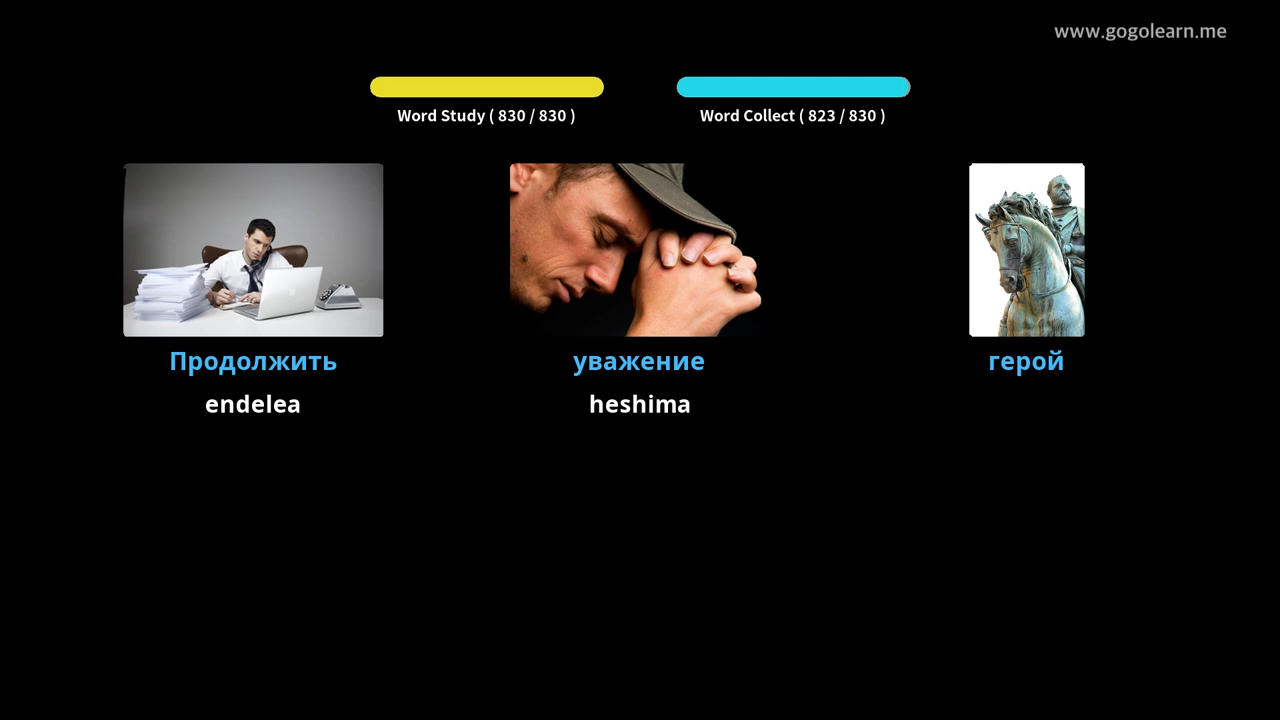 www.gogolearn.me
Word Study ( 830 / 830 )
Word Collect ( 823 / 830 )
Продолжить
уважение
герой
endelea
heshima